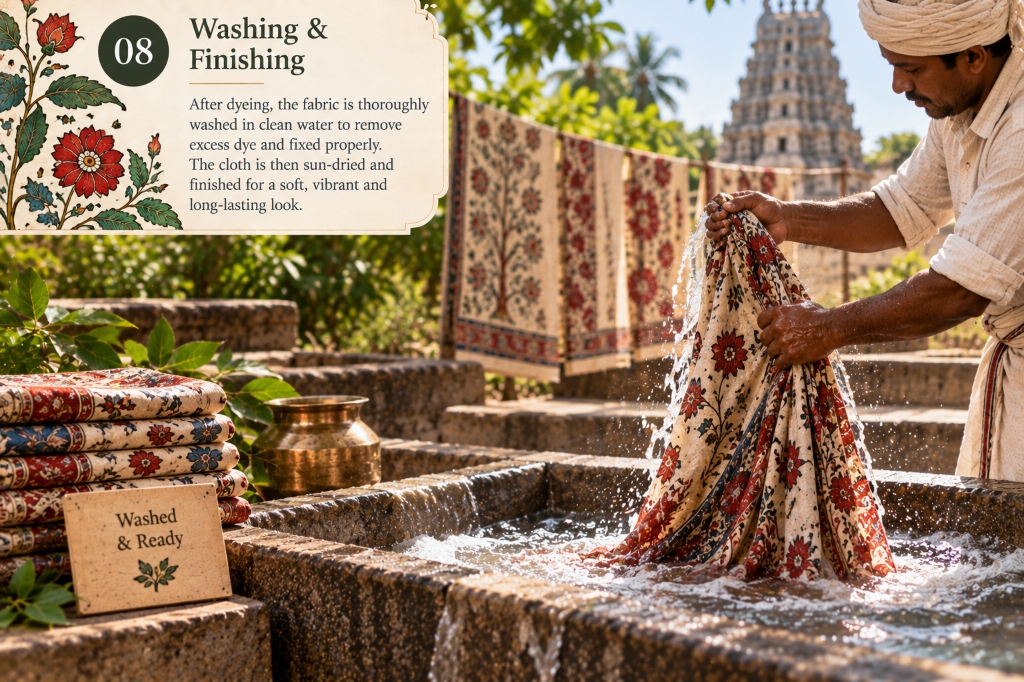 08
Washing &
Finishing
After dyeing, the fabric is thoroughly
washed in clean water to remove
excess dye and fixed properly.
The cloth is then sun-dried and
finished for a soft, vibrant and
long-lasting look.
Washed
& Ready